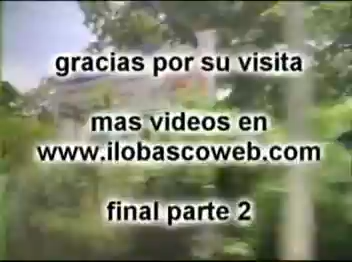 gracias por su visita
mas videos en
www.ilobascoweb.com
final parte 2